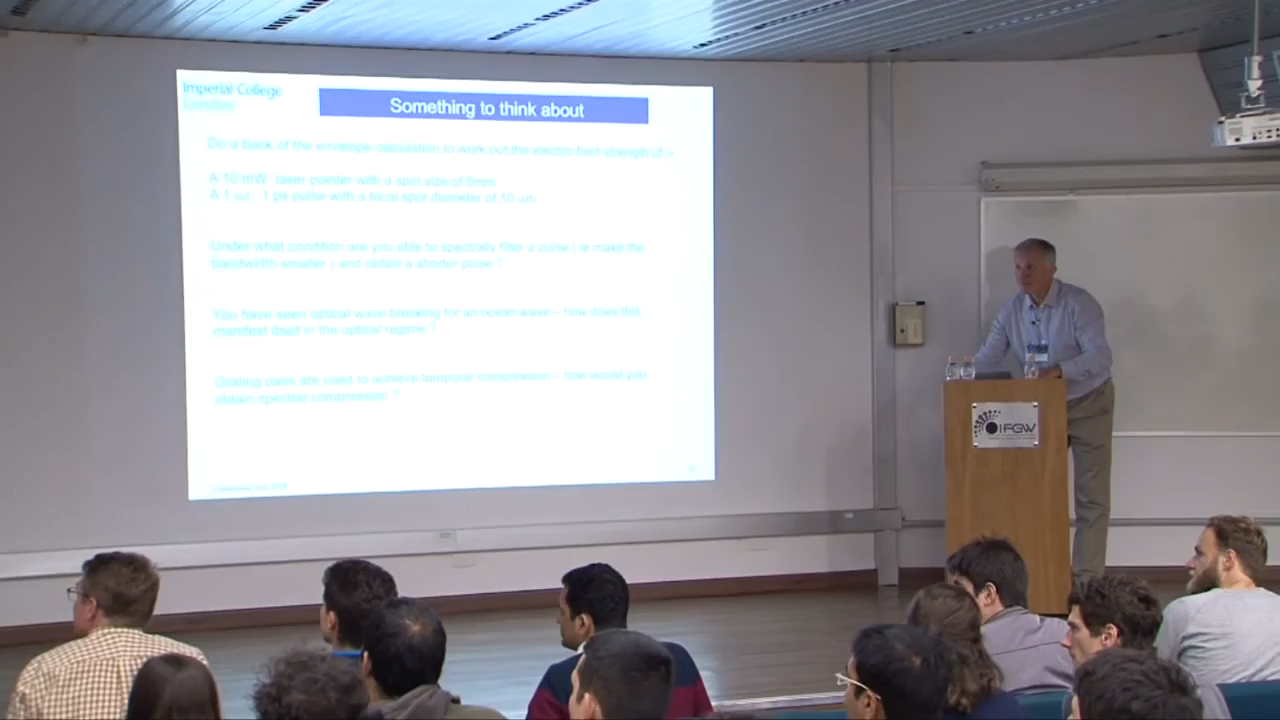 Imperial College
London
Something to think about
Do a back of the envelope calculation to work out the electric field strength of :-
A 10 mW laser pointer with a spot size of 5mm
A 1 uJ, 1 ps pulse with a focal spot diameter of 10 um
Under what condition are you able to spectrally filter a pulse ( ie make the
bandwidth smaller ) and obtain a shorter pulse ?
You have seen optical wave breaking for an ocean wave – how does this
manifest itself in the optical regime ?
Grating pairs are used to achieve temporal compression – how would you
obtain spectral compression ?
IFGW